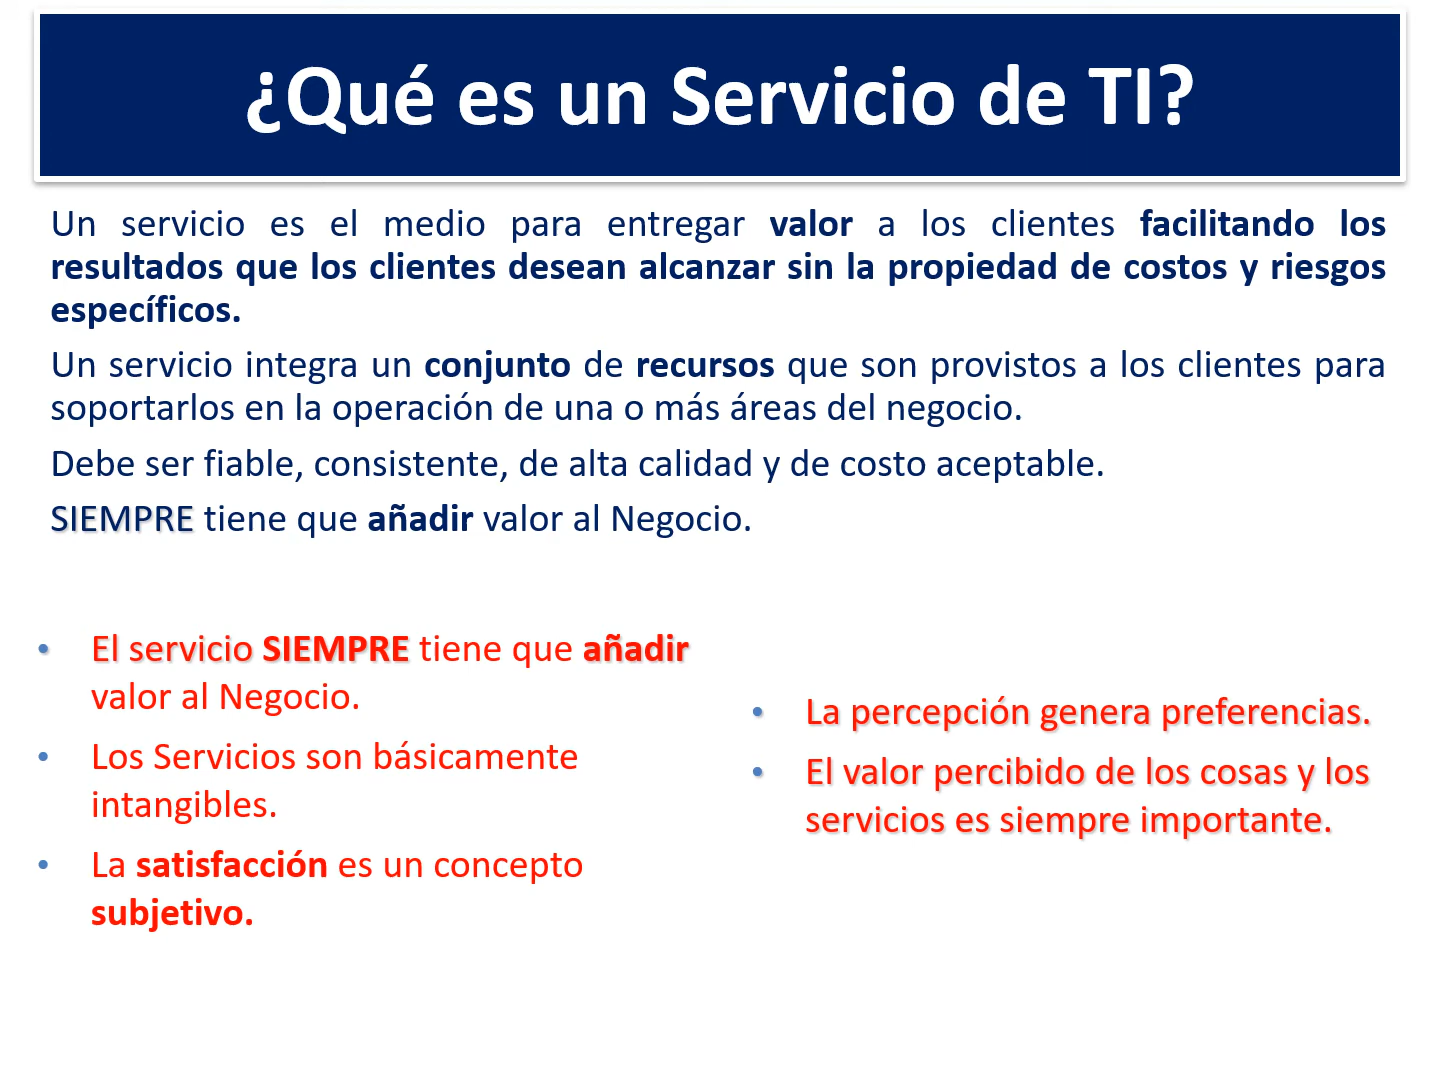 ¿Qué es un Servicio de TI?
Un servicio es el medio para entregar valor a los clientes facilitando los
resultados que los clientes desean alcanzar sin la propiedad de costos y riesgos
específicos.
Un servicio integra un conjunto de recursos que son provistos a los clientes para
soportarlos en la operación de una o más áreas del negocio.
Debe ser fiable, consistente, de alta calidad y de costo aceptable.
SIEMPRE tiene que añadir valor al Negocio.
• El servicio SIEMPRE tiene que añadir
valor al Negocio.
• Los Servicios son básicamente
intangibles.
• La satisfacción es un concepto
subjetivo.
• La percepción genera preferencias.
• El valor percibido de los cosas y los
servicios es siempre importante.